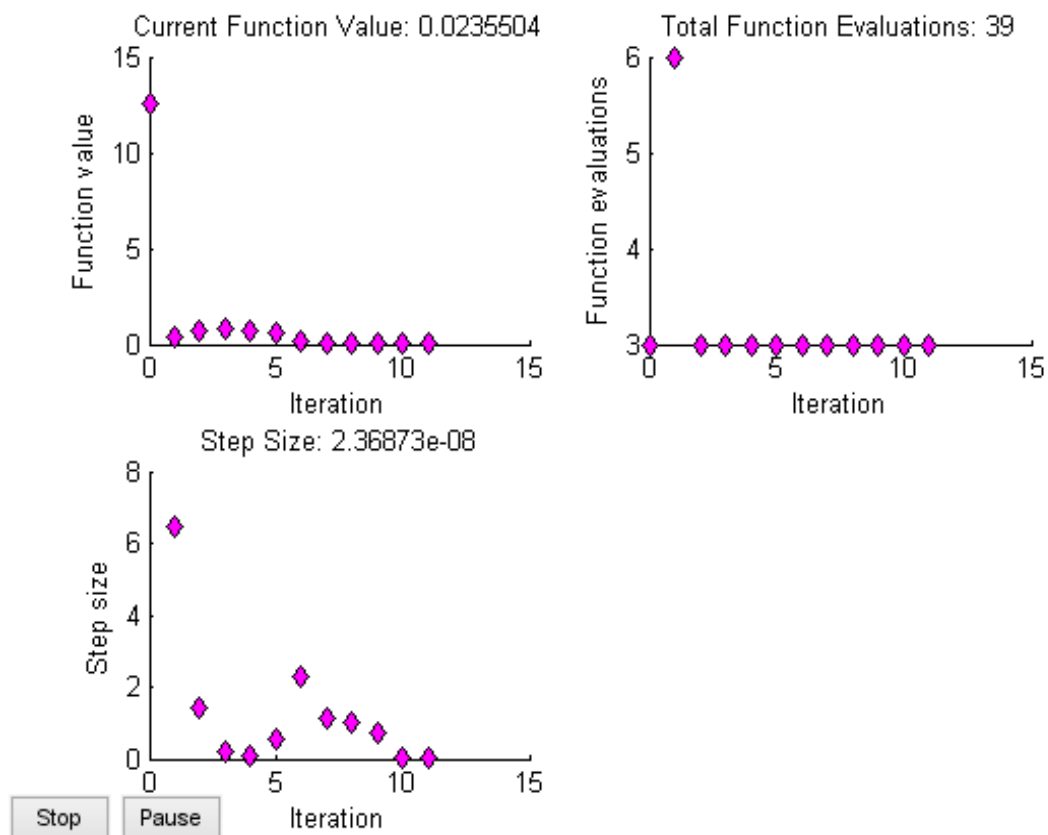 Current Function Value: 0.0235504
15
10
5
0
Function value
0 5 10 15
Iteration
Total Function Evaluations: 39
6
5
4
3
Function evaluations
0 5 10 15
Iteration
Step Size: 2.36873e-08
8
6
4
2
0
Step size
0 5 10 15
Iteration
Stop Pause